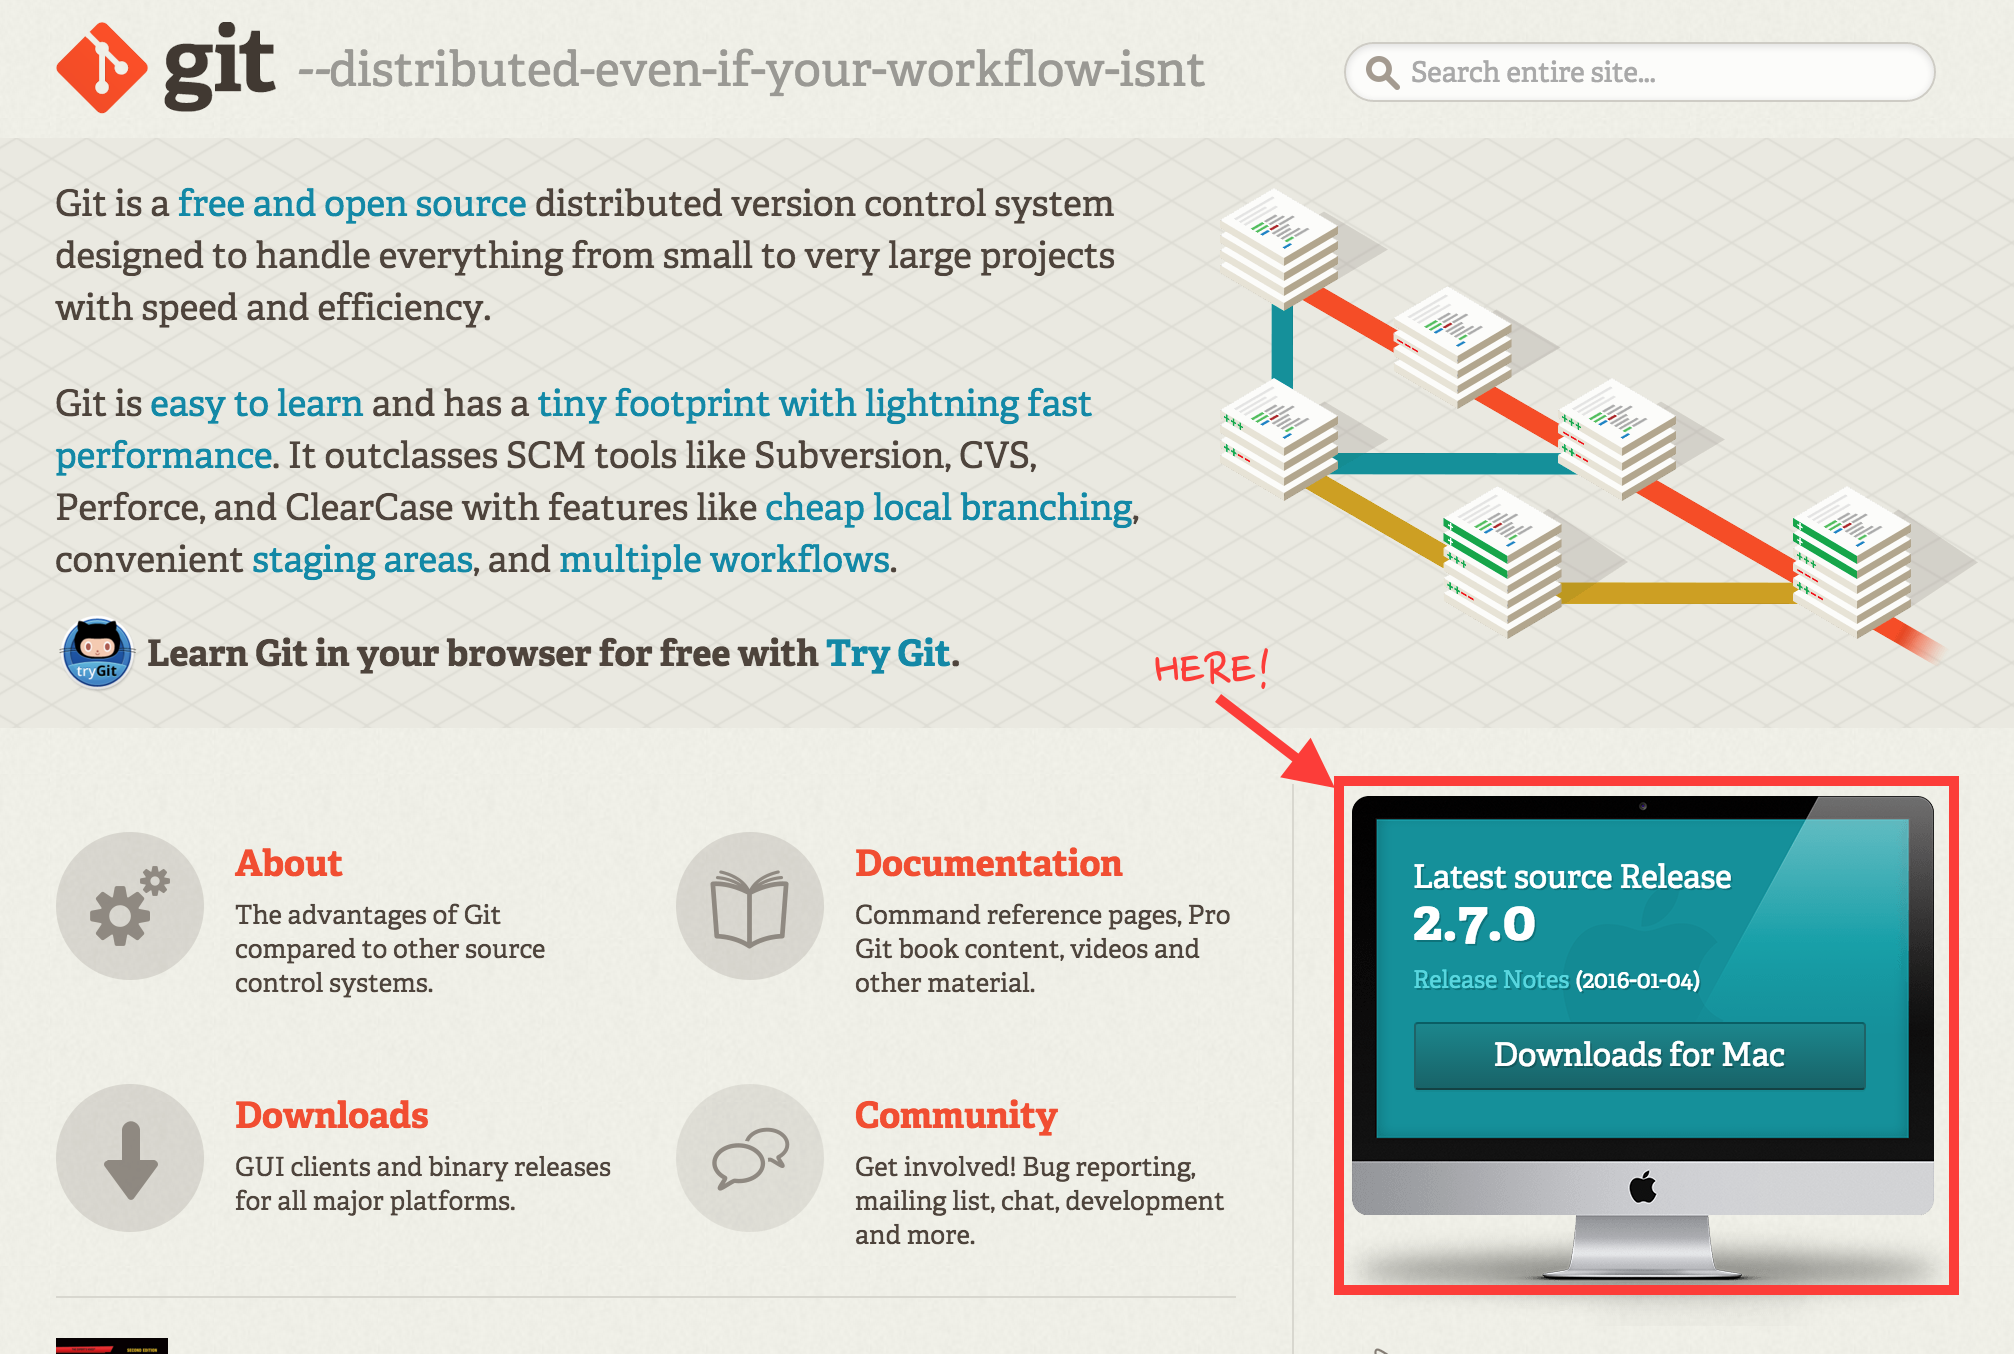 git --distributed-even-if-your-workflow-isnt
Search entire site...
Git is a free and open source distributed version control system
designed to handle everything from small to very large projects
with speed and efficiency.
Git is easy to learn and has a tiny footprint with lightning fast
performance. It outclasses SCM tools like Subversion, CVS,
Perforce, and ClearCase with features like cheap local branching,
convenient staging areas, and multiple workflows.
tryGit
Learn Git in your browser for free with Try Git.
HERE!
About
The advantages of Git
compared to other source
control systems.
Documentation
Command reference pages, Pro
Git book content, videos and
other material.
Downloads
GUI clients and binary releases
for all major platforms.
Community
Get involved! Bug reporting,
mailing list, chat, development
and more.
Latest source Release
2.7.0
Release Notes (2016-01-04)
Downloads for Mac
SECOND EDITION